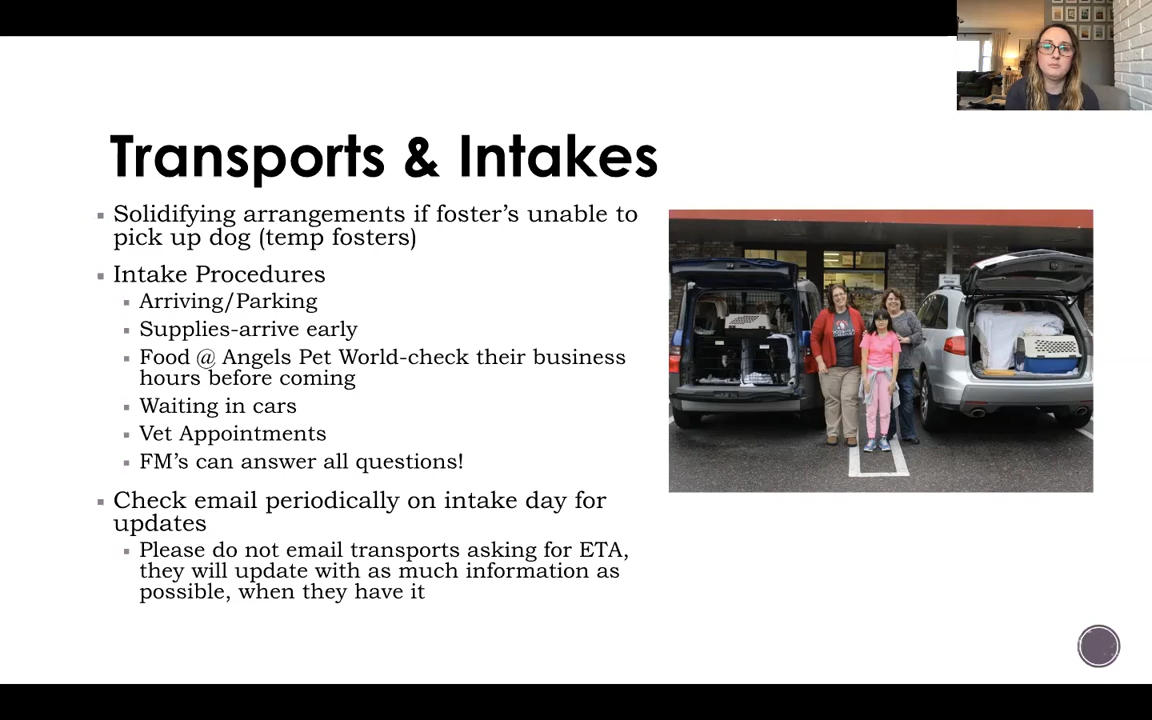 Transports & Intakes
Solidifying arrangements if foster's unable to
pick up dog (temp fosters)
Intake Procedures
Arriving/Parking
Supplies-arrive early
Food @ Angels Pet World-check their business
hours before coming
Waiting in cars
Vet Appointments
FM's can answer all questions!
Check email periodically on intake day for
updates
Please do not email transports asking for ETA,
they will update with as much information as
possible, when they have it